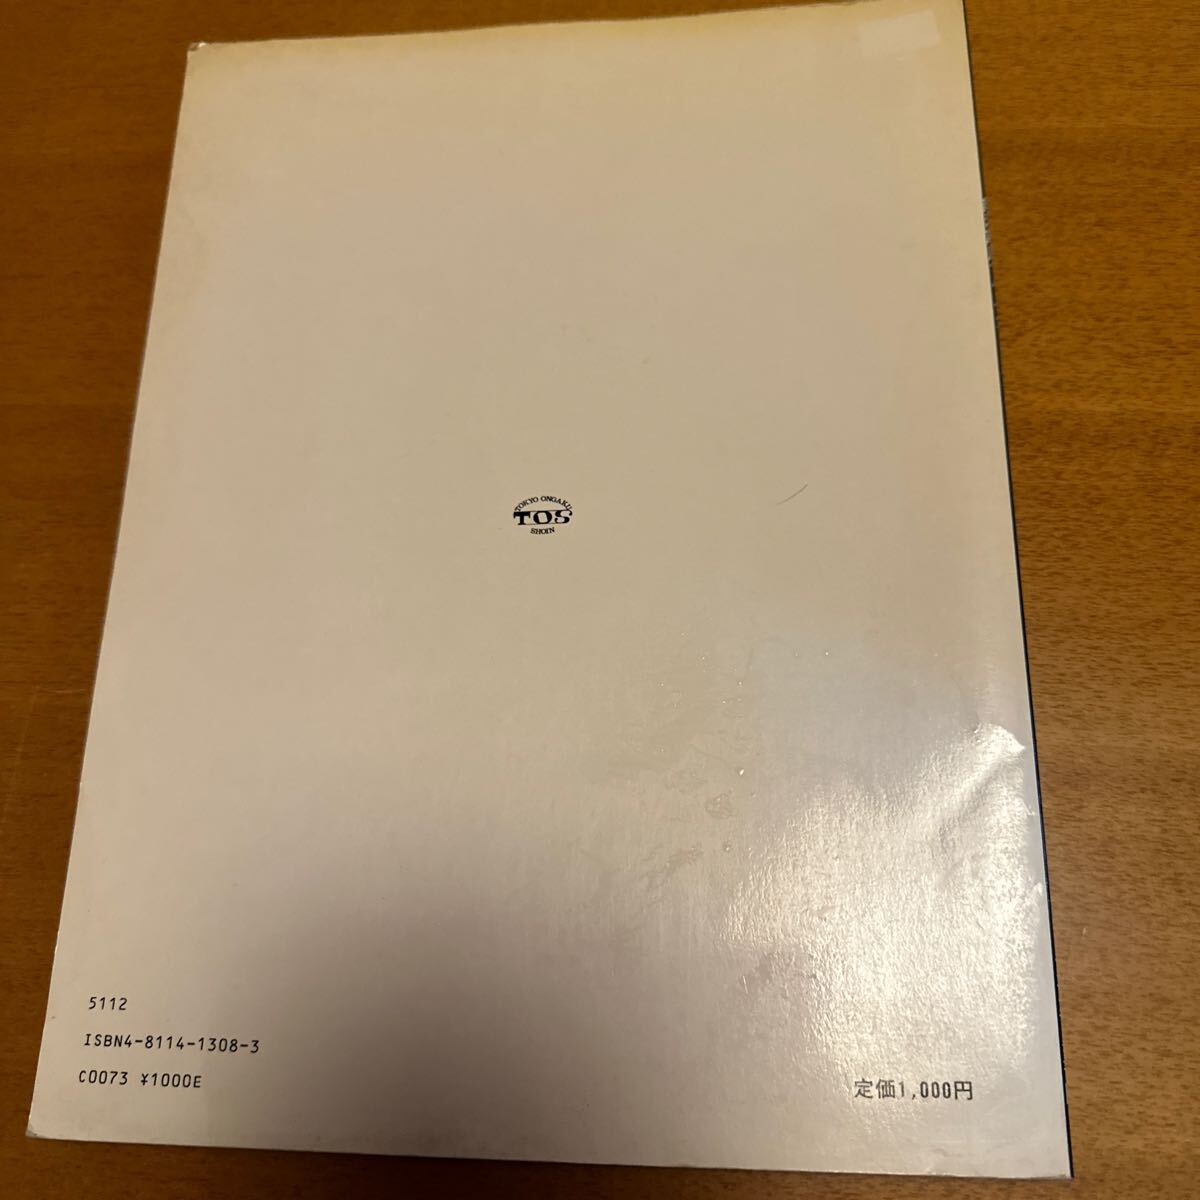 TOKYO ONGAKU
TOS
SHOIN
5112
ISBN4-8114-1308-3
C0073 ¥1000E
定価1,000円